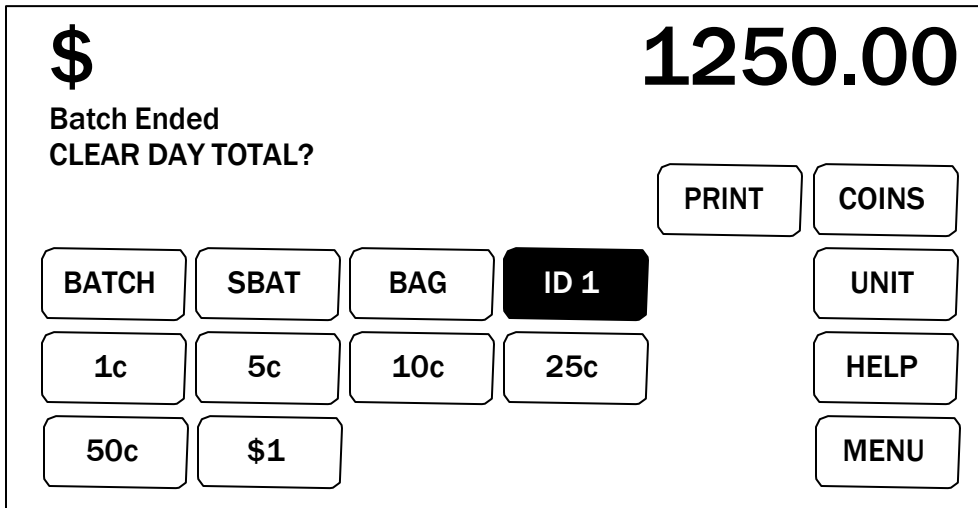 $ 1250.00
Batch Ended
CLEAR DAY TOTAL?
PRINT COINS
BATCH SBAT BAG ID 1 UNIT
1c 5c 10c 25c HELP
50c $1 MENU